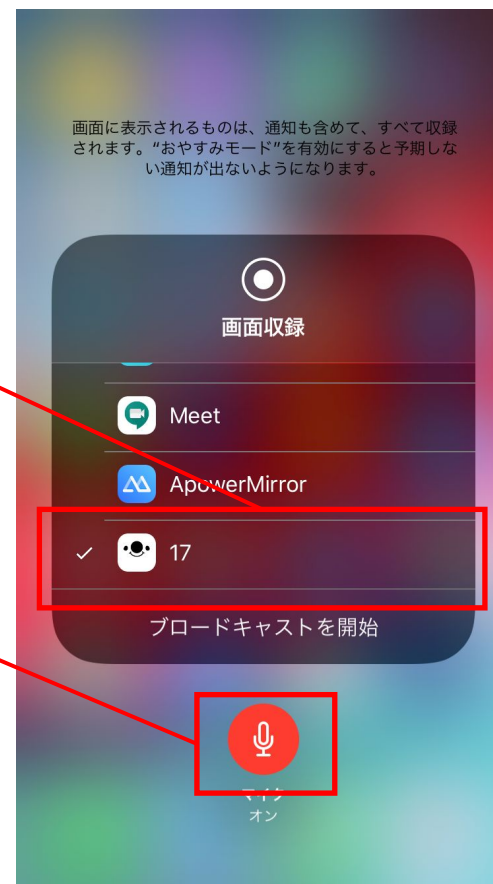 画面に表示されるものは、通知も含めて、すべて収録
されます。“おやすみモード”を有効にすると予期しな
い通知が出ないようになります。
画面収録
Meet
ApowerMirror
17
ブロードキャストを開始
マイク
オン